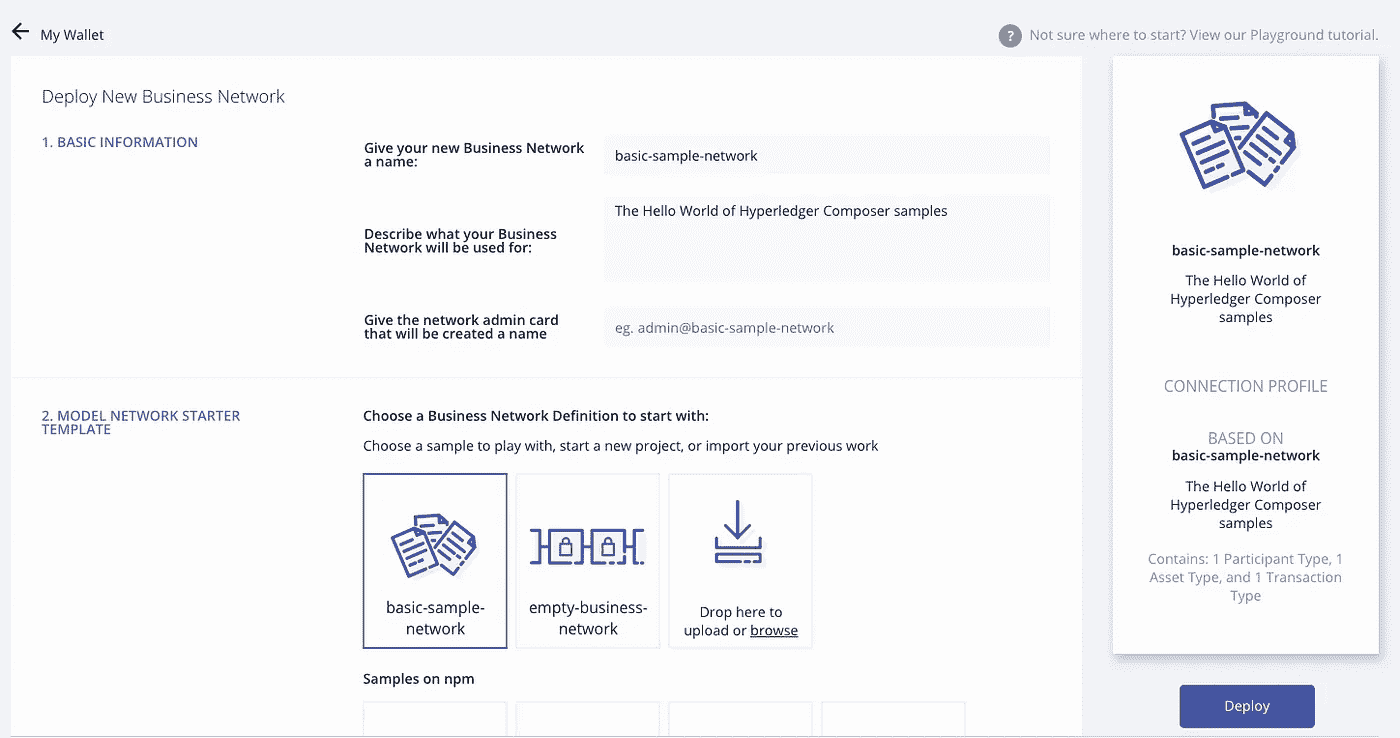 My Wallet
? Not sure where to start? View our Playground tutorial.
Deploy New Business Network
1. BASIC INFORMATION
Give your new Business Network
a name:
basic-sample-network
Describe what your Business
Network will be used for:
The Hello World of Hyperledger Composer samples
Give the network admin card
that will be created a name
eg. admin@basic-sample-network
2. MODEL NETWORK STARTER
TEMPLATE
Choose a Business Network Definition to start with:
Choose a sample to play with, start a new project, or import your previous work
basic-sample-
network
empty-business-
network
Drop here to
upload or browse
Samples on npm
basic-sample-network
The Hello World of
Hyperledger Composer
samples
CONNECTION PROFILE
BASED ON
basic-sample-network
The Hello World of
Hyperledger Composer
samples
Contains: 1 Participant Type, 1
Asset Type, and 1 Transaction
Type
Deploy